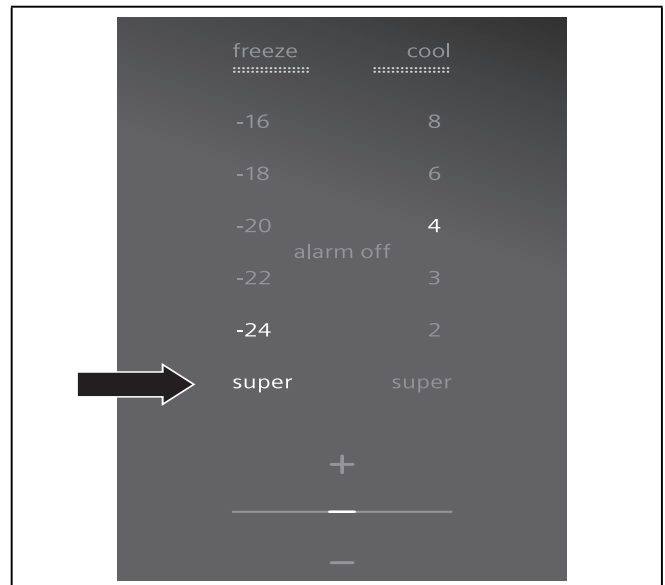 freeze cool
-16 8
-18 6
-20 4
alarm off
-22 3
-24 2
super super
+
−